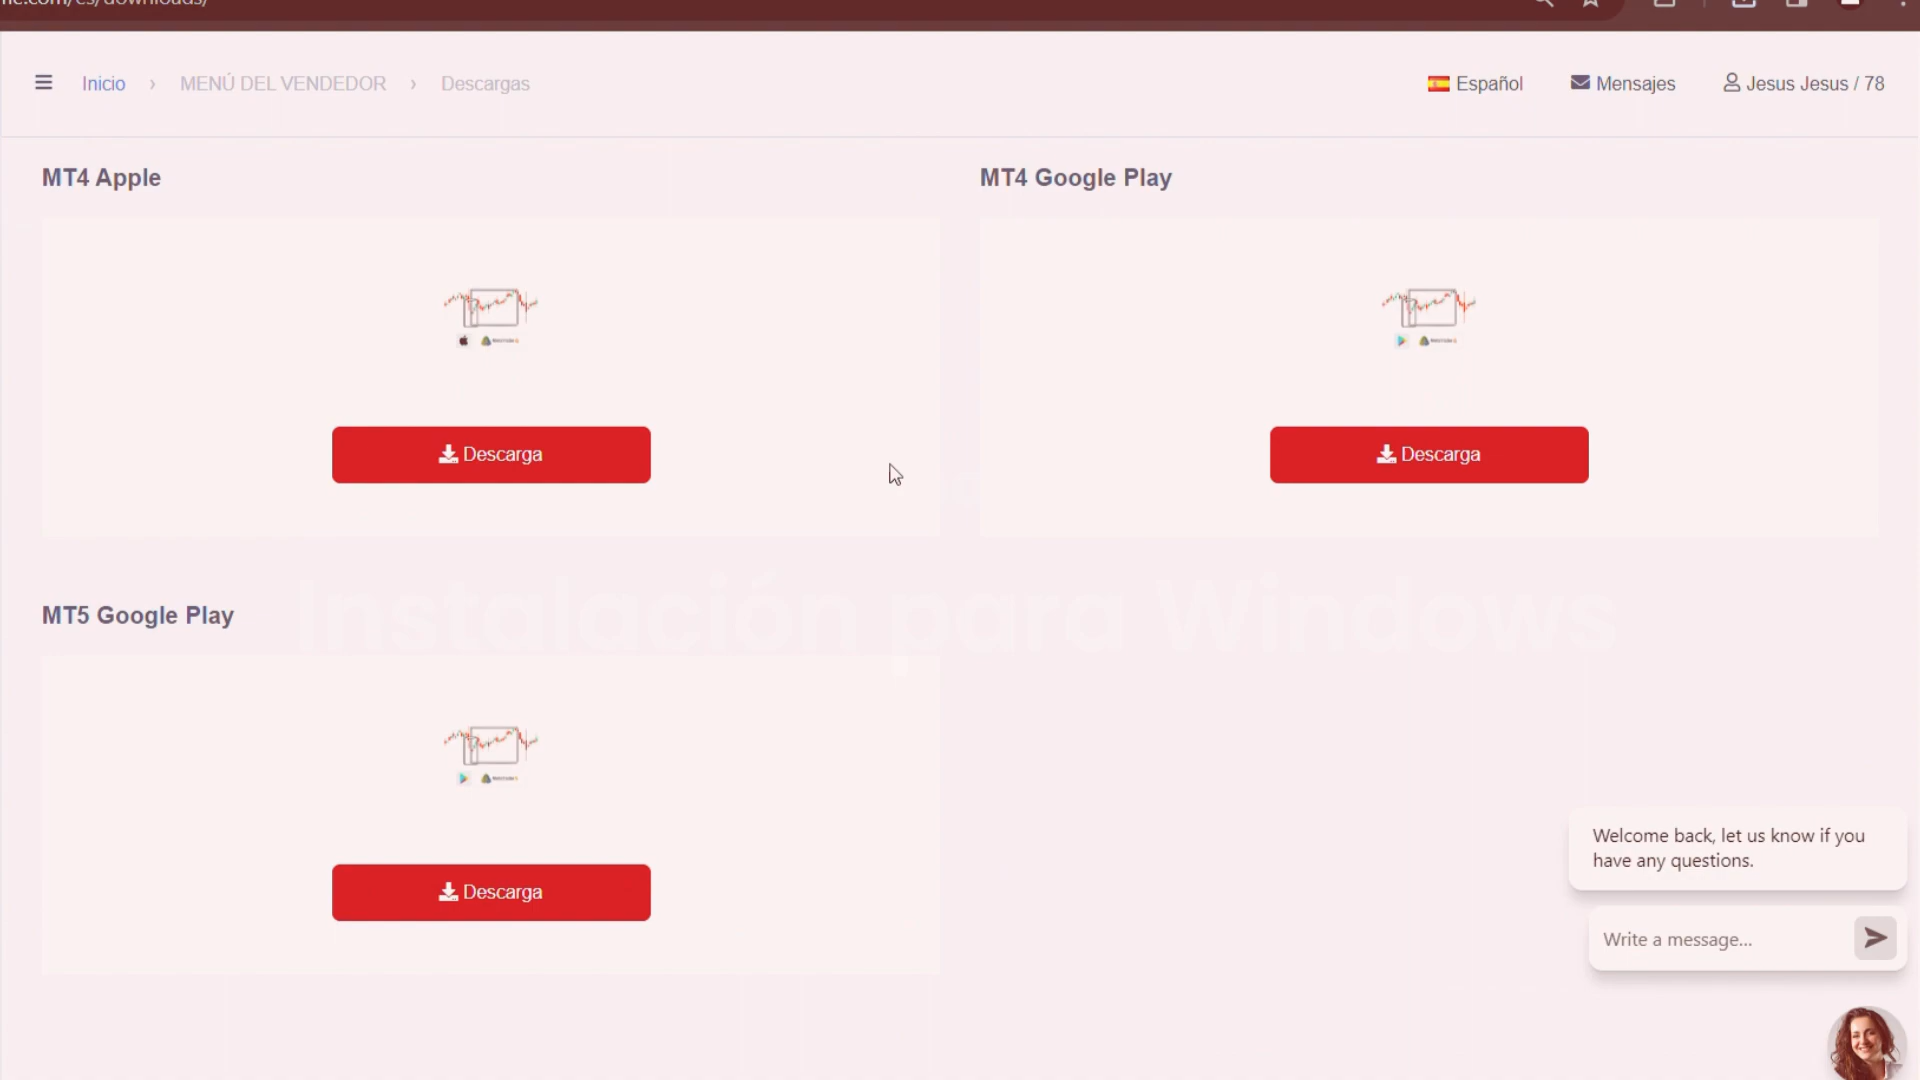 Inicio › MENÚ DEL VENDEDOR › Descargas
Español Mensajes Jesus Jesus / 78
MT4 Apple
MT4 Google Play
Descarga
Descarga
Instalación para Windows
MT5 Google Play
Descarga
Welcome back, let us know if you
have any questions.
Write a message...